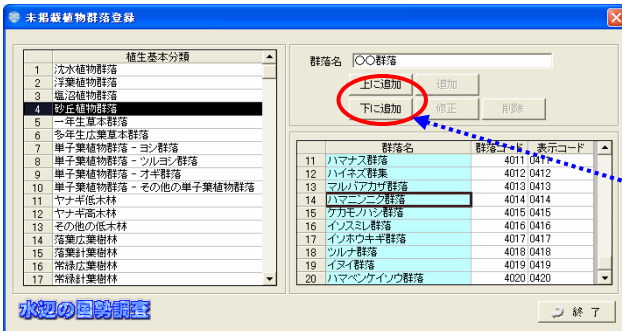 未掲載植物群落登録
植生基本分類
1 沈水植物群落
2 浮葉植物群落
3 塩沼植物群落
4 砂丘植物群落
5 一年生草本群落
6 多年生広葉草本群落
7 単子葉植物群落 - ヨシ群落
8 単子葉植物群落 - ツルヨシ群落
9 単子葉植物群落 - オギ群落
10 単子葉植物群落 - その他の単子葉植物群落
11 ヤナギ低木林
12 ヤナギ高木林
13 その他の低木林
14 落葉広葉樹林
15 落葉針葉樹林
16 常緑広葉樹林
17 常緑針葉樹林
群落名 ○○群落
上に追加 追加
下に追加 修正 削除
群落名 群落コード 表示コード
11 ハマナス群落 4011 0411
12 ハイネズ群集 4012 0412
13 マルバアカザ群落 4013 0413
14 ハマニンニク群落 4014 0414
15 ケカモノハシ群落 4015 0415
16 イソスミレ群落 4016 0416
17 イソホウキギ群落 4017 0417
18 ツルナ群落 4018 0418
19 イヌイ群落 4019 0419
20 ハマベンケイソウ群落 4020 0420
水辺の国勢調査
終了